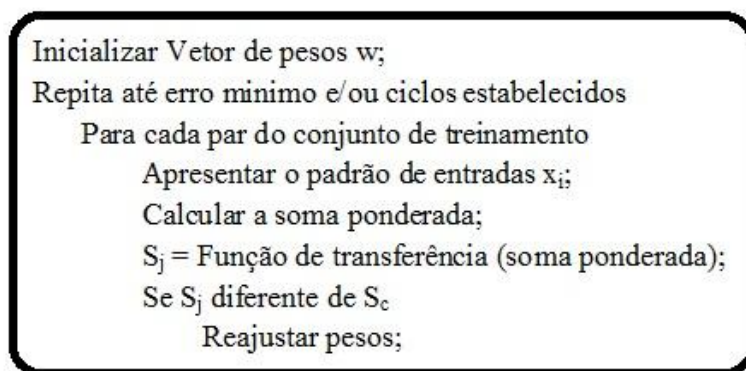 Inicializar Vetor de pesos w;
Repita até erro minimo e/ou ciclos estabelecidos
Para cada par do conjunto de treinamento
Apresentar o padrão de entradas xᵢ;
Calcular a soma ponderada;
Sⱼ = Função de transferência (soma ponderada);
Se Sⱼ diferente de S_c
Reajustar pesos;